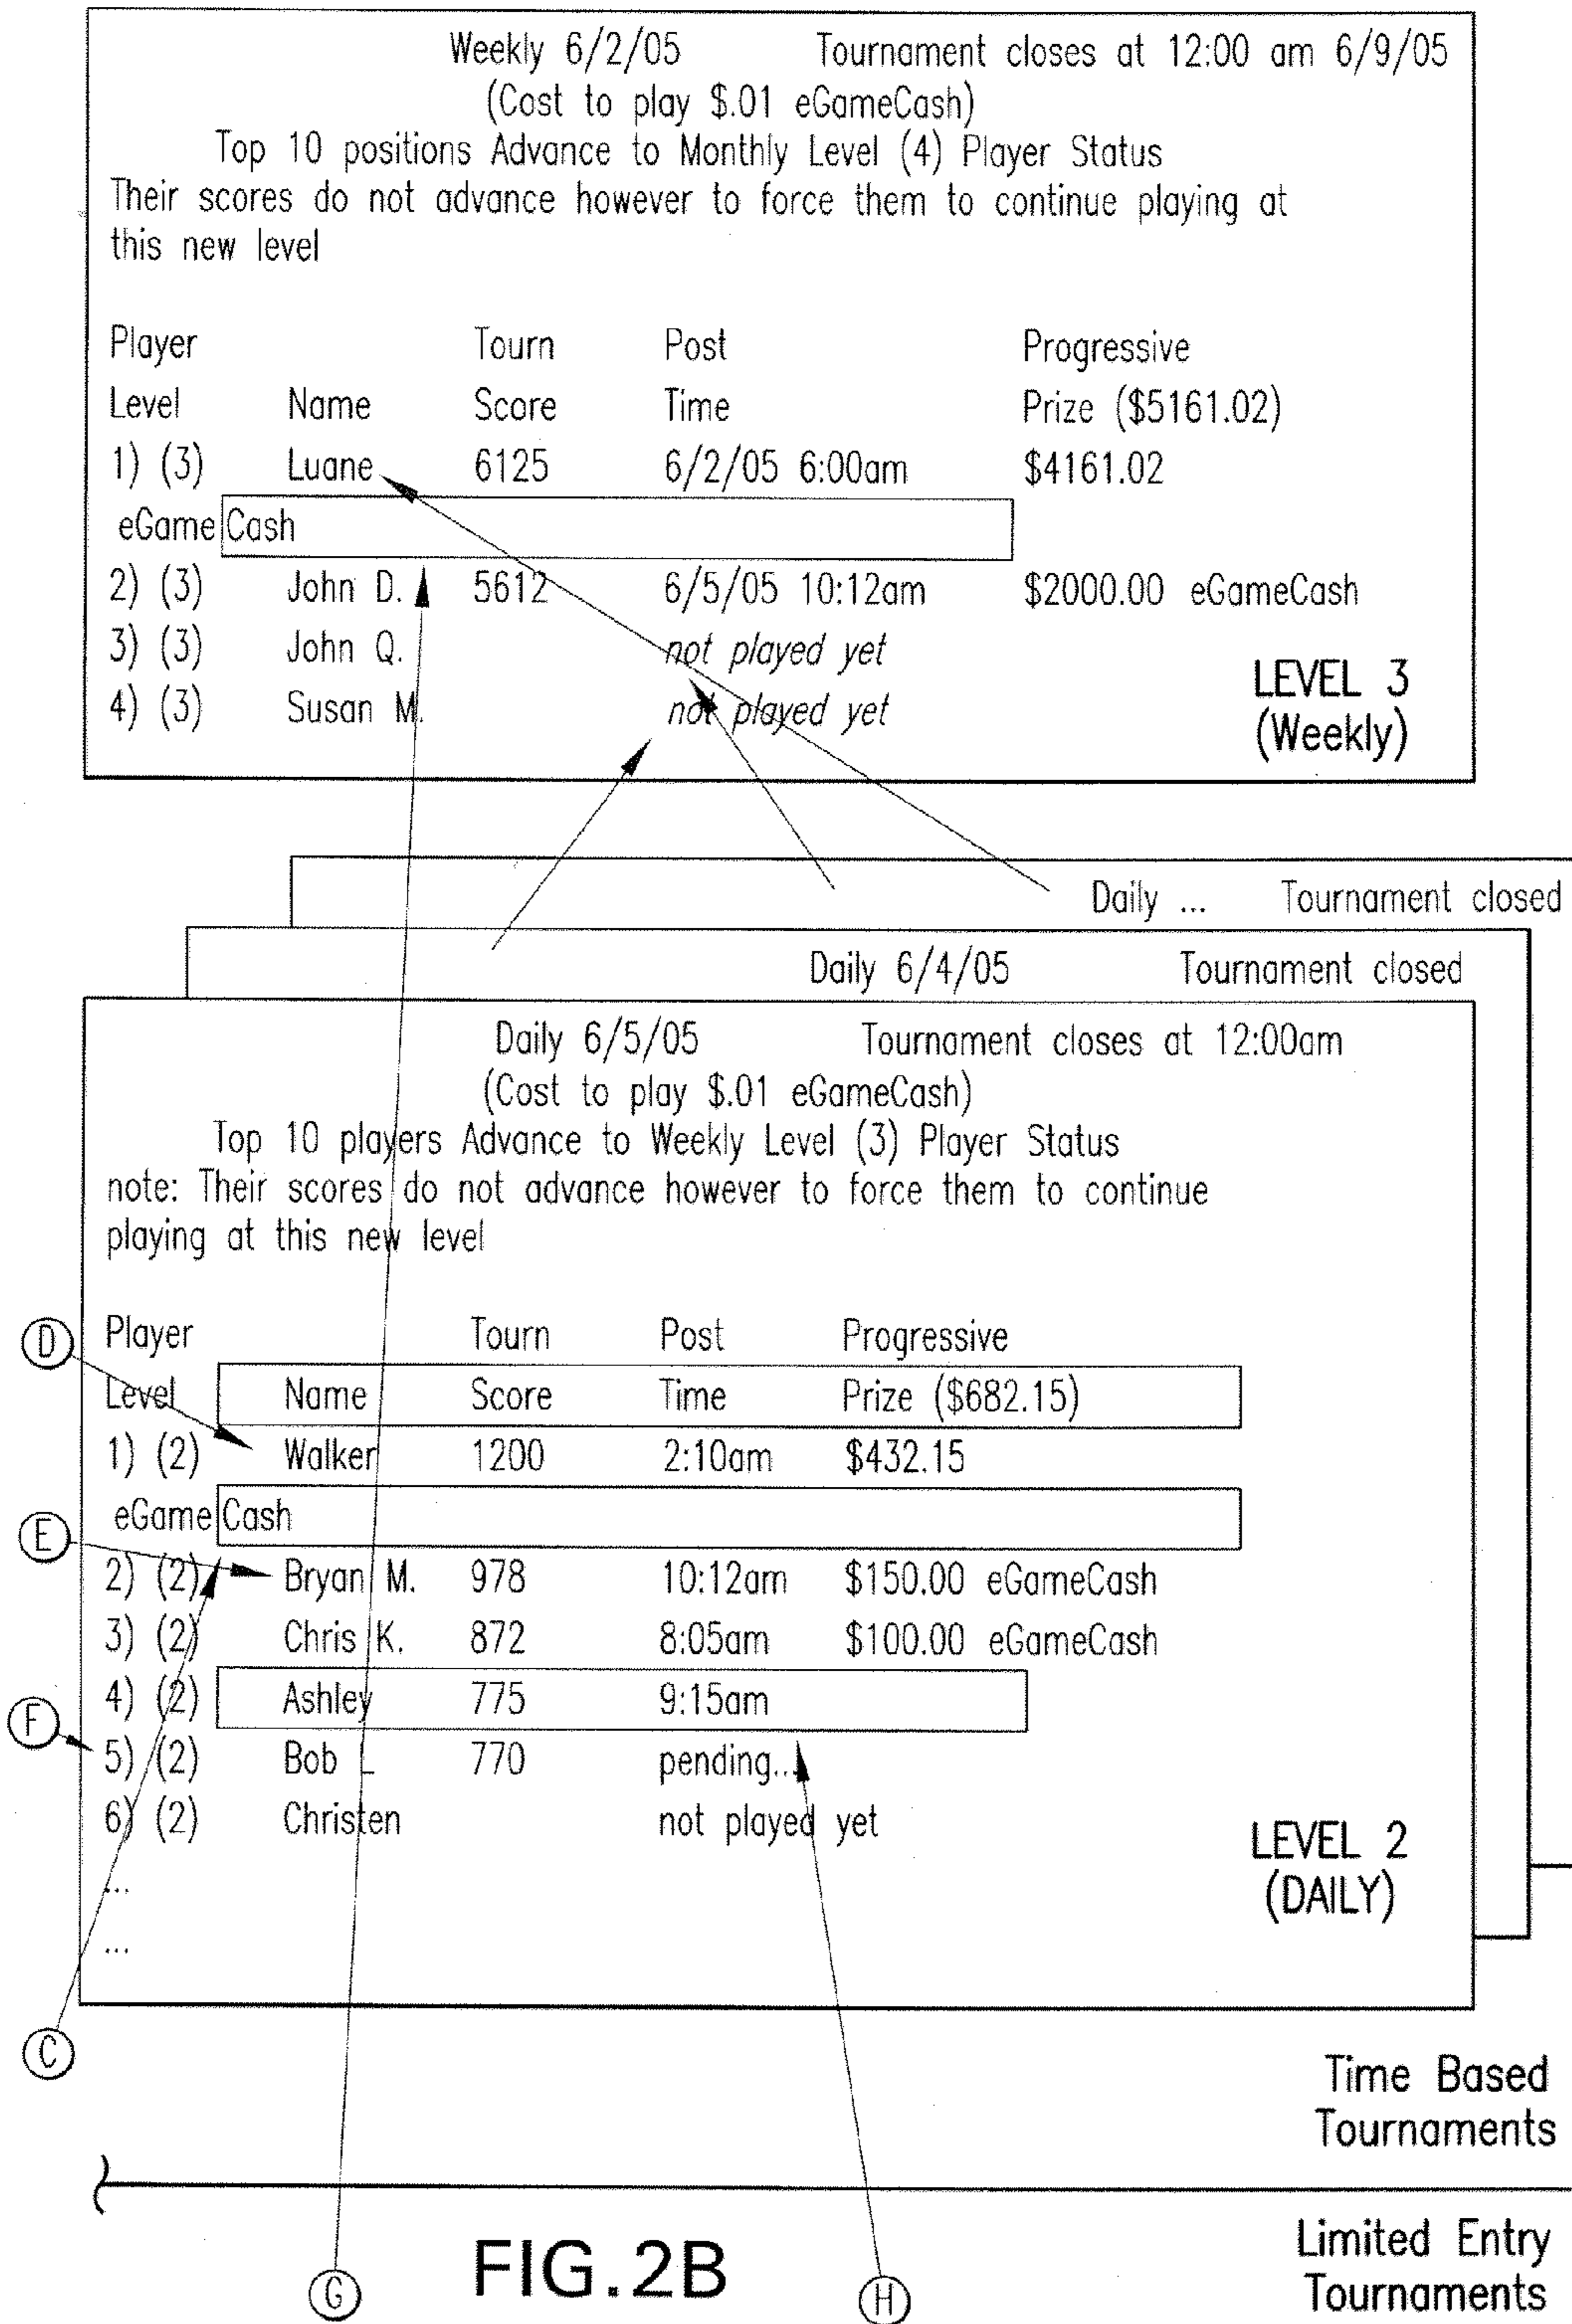 Weekly 6/2/05 Tournament closes at 12:00 am 6/9/05
(Cost to play $.01 eGameCash)
Top 10 positions Advance to Monthly Level (4) Player Status
Their scores do not advance however to force them to continue playing at
this new level
Player Tourn Post Progressive
Level Name Score Time Prize ($5161.02)
1) (3) Luane 6125 6/2/05 6:00am $4161.02
eGame Cash
2) (3) John D. 5612 6/5/05 10:12am $2000.00 eGameCash
3) (3) John Q. not played yet
4) (3) Susan M. not played yet
LEVEL 3
(Weekly)
Daily ... Tournament closed
Daily 6/4/05 Tournament closed
Daily 6/5/05 Tournament closes at 12:00am
(Cost to play $.01 eGameCash)
Top 10 players Advance to Weekly Level (3) Player Status
note: Their scores do not advance however to force them to continue
playing at this new level
D Player Tourn Post Progressive
Level Name Score Time Prize ($682.15)
1) (2) Walker 1200 2:10am $432.15
eGame Cash
E
2) (2) Bryan M. 978 10:12am $150.00 eGameCash
3) (2) Chris K. 872 8:05am $100.00 eGameCash
4) (2) Ashley 775 9:15am
F
5) (2) Bob L 770 pending...
6) (2) Christen not played yet
LEVEL 2
(DAILY)
...
...
C
Time Based
Tournaments
Limited Entry
Tournaments
G FIG.2B H